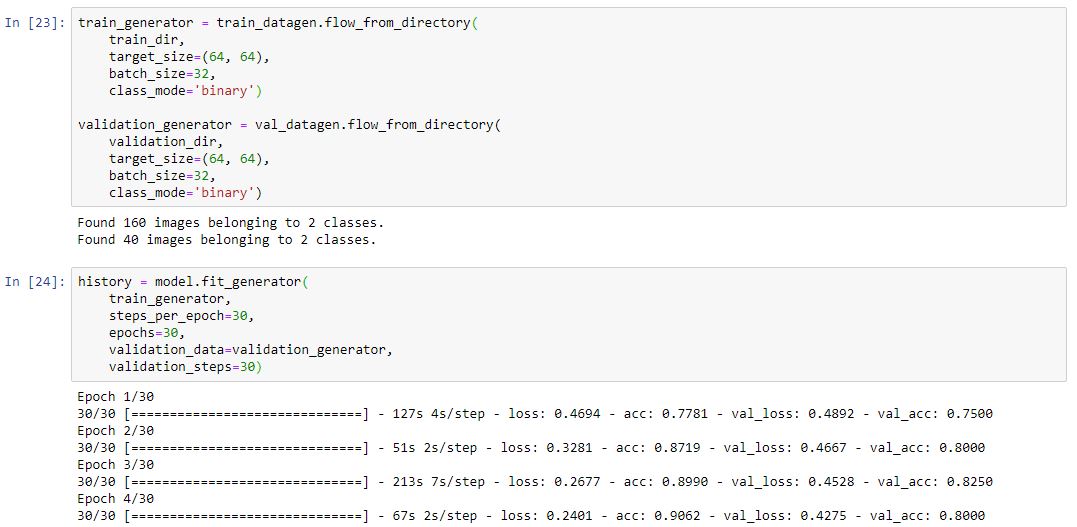 In [23]: train_generator = train_datagen.flow_from_directory(
train_dir,
target_size=(64, 64),
batch_size=32,
class_mode='binary')
validation_generator = val_datagen.flow_from_directory(
validation_dir,
target_size=(64, 64),
batch_size=32,
class_mode='binary')
Found 160 images belonging to 2 classes.
Found 40 images belonging to 2 classes.
In [24]: history = model.fit_generator(
train_generator,
steps_per_epoch=30,
epochs=30,
validation_data=validation_generator,
validation_steps=30)
Epoch 1/30
30/30 [==============================] - 127s 4s/step - loss: 0.4694 - acc: 0.7781 - val_loss: 0.4892 - val_acc: 0.7500
Epoch 2/30
30/30 [==============================] - 51s 2s/step - loss: 0.3281 - acc: 0.8719 - val_loss: 0.4667 - val_acc: 0.8000
Epoch 3/30
30/30 [==============================] - 213s 7s/step - loss: 0.2677 - acc: 0.8990 - val_loss: 0.4528 - val_acc: 0.8250
Epoch 4/30
30/30 [==============================] - 67s 2s/step - loss: 0.2401 - acc: 0.9062 - val_loss: 0.4275 - val_acc: 0.8000